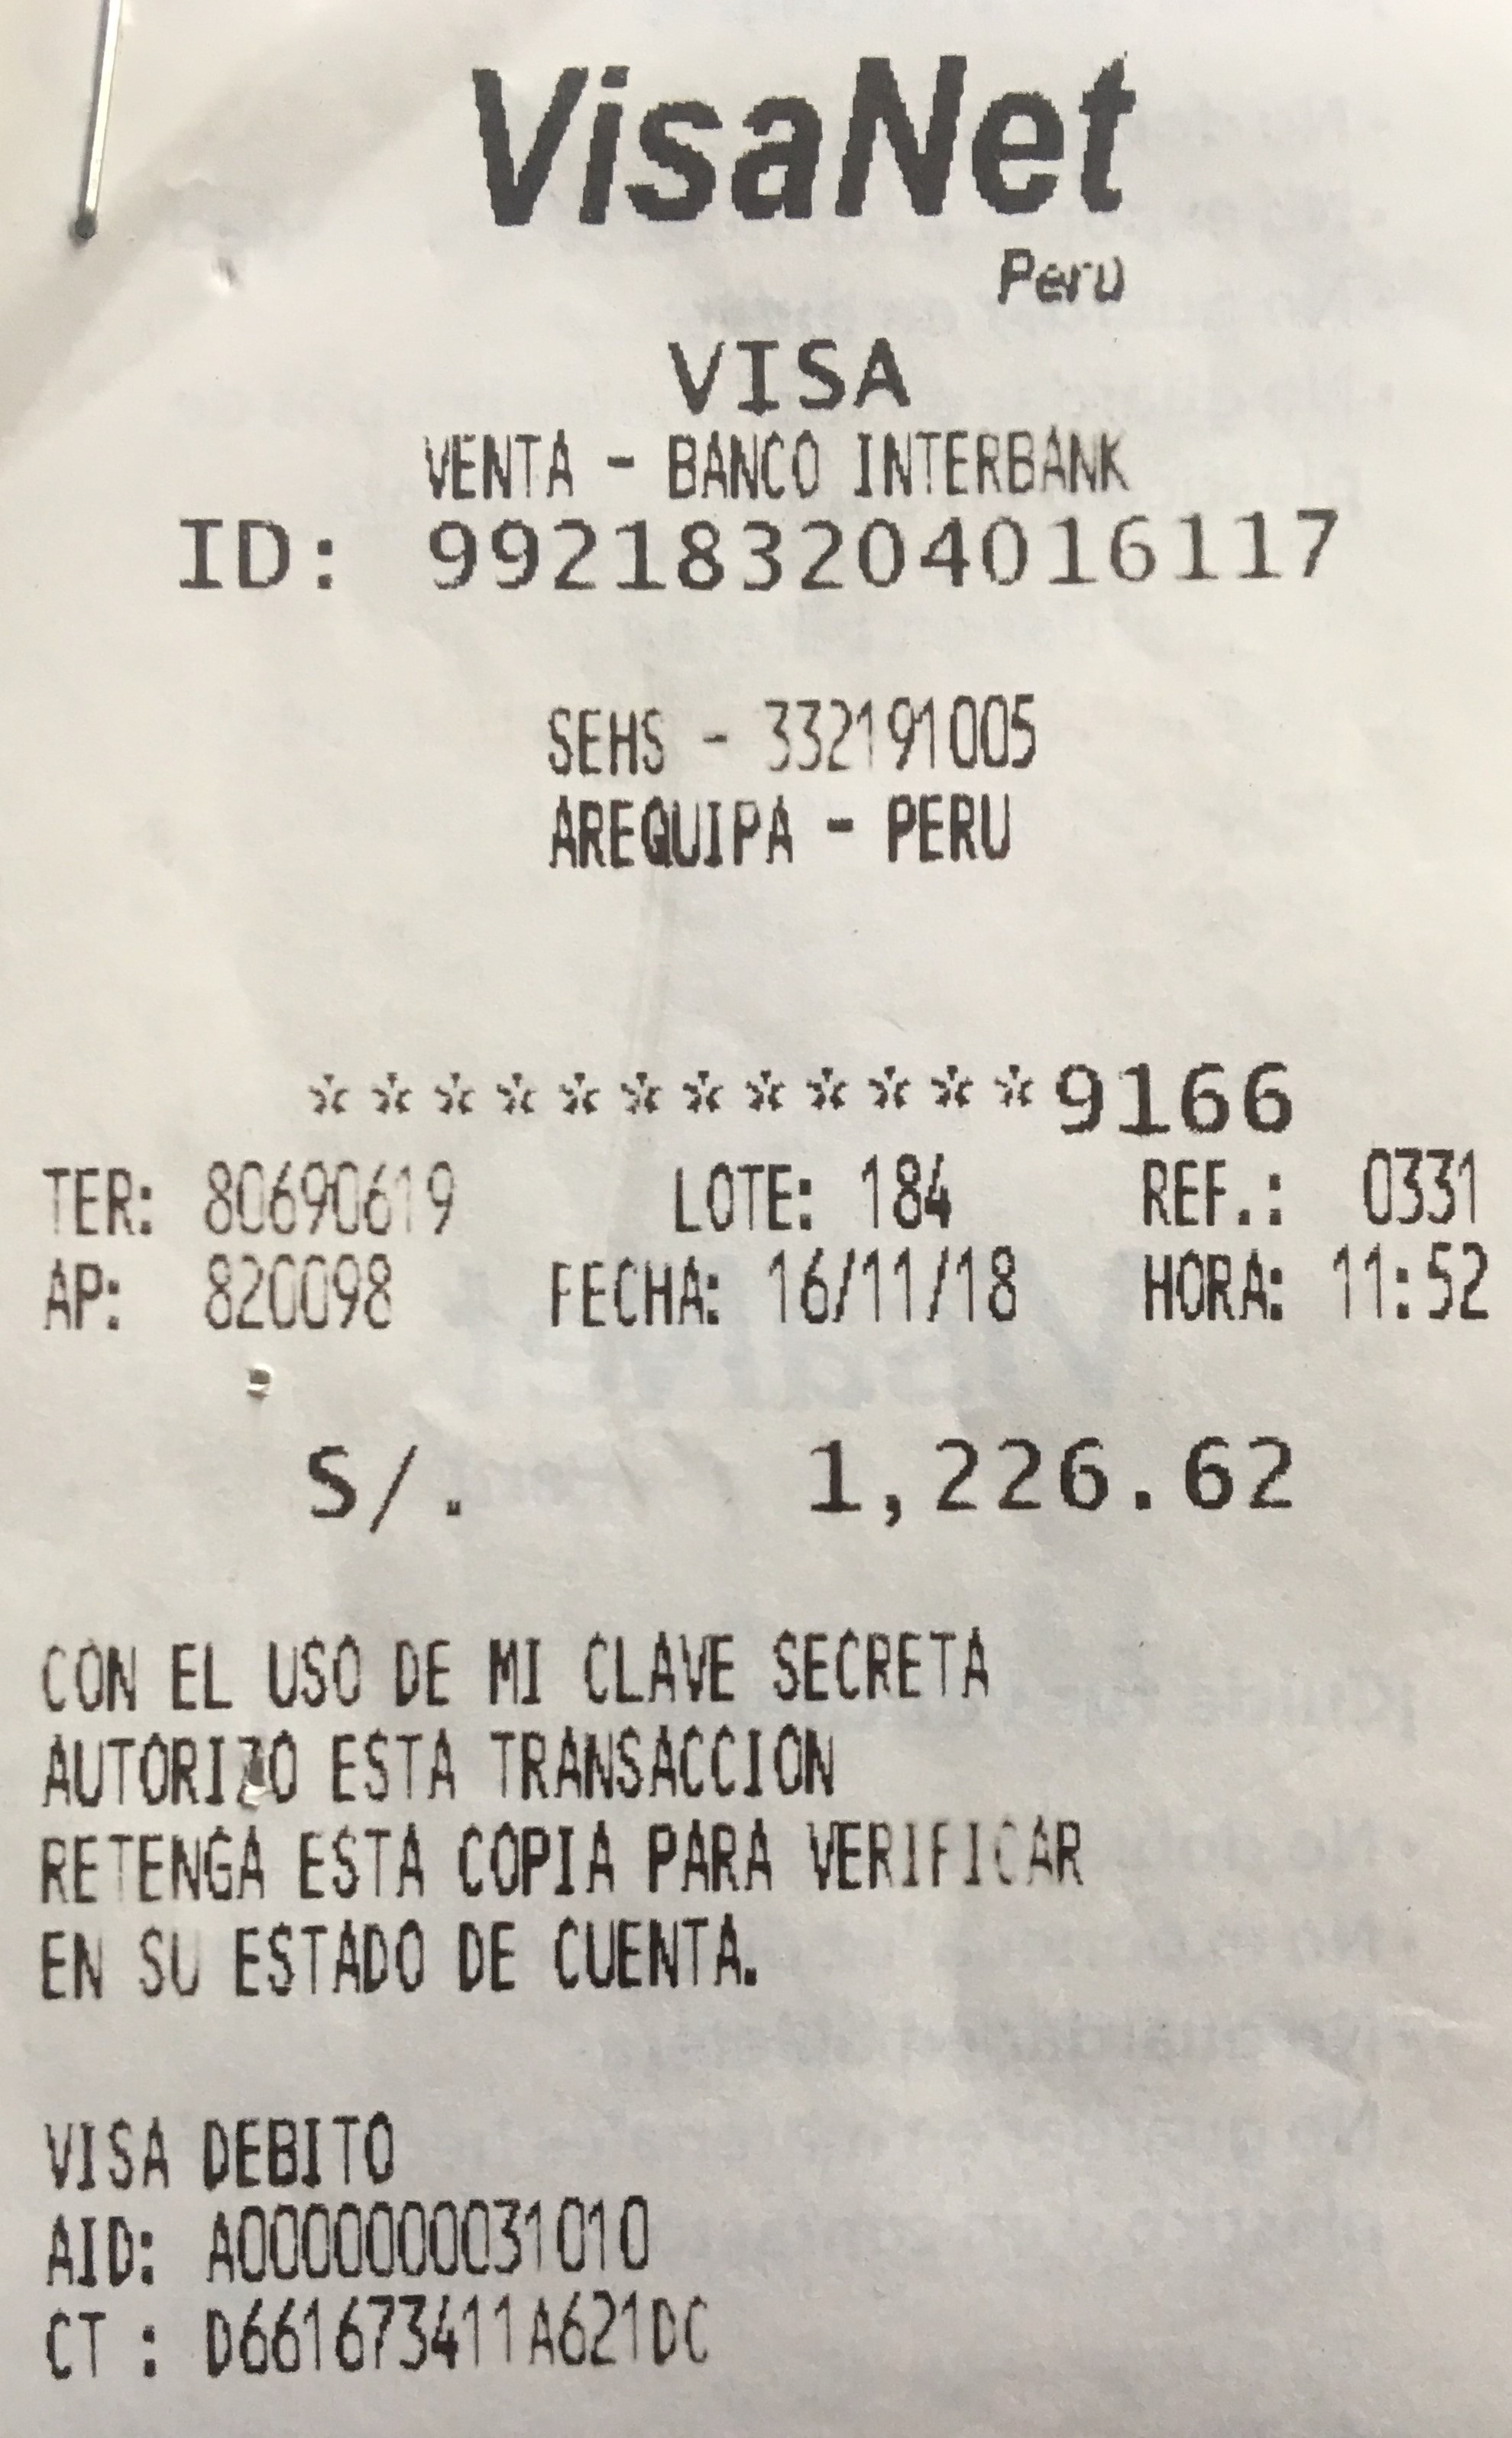 VisaNet
Peru
VISA
VENTA - BANCO INTERBANK
ID: 992183204016117
SEHS - 332191005
AREQUIPA - PERU
************9166
TER: 80690619 LOTE: 184 REF.: 0331
AP: 820098 FECHA: 16/11/18 HORA: 11:52
S/. 1,226.62
CON EL USO DE MI CLAVE SECRETA
AUTORIZO ESTA TRANSACCION
RETENGA ESTA COPIA PARA VERIFICAR
EN SU ESTADO DE CUENTA.
VISA DEBITO
AID: A0000000031010
CT : D661673411A621DC